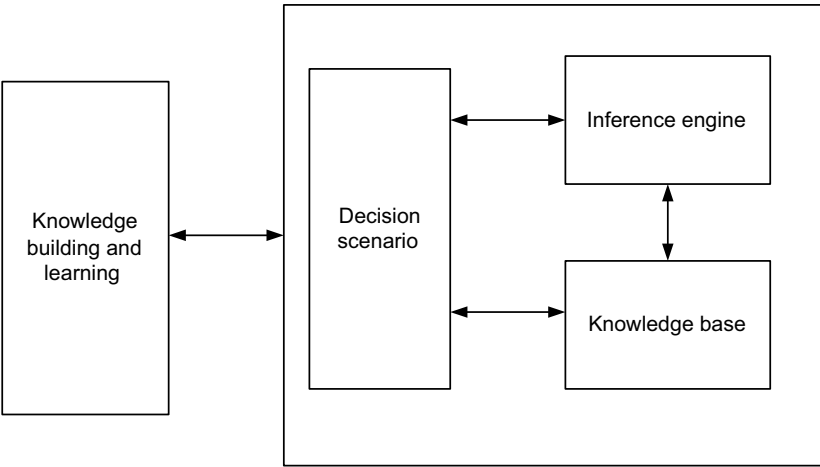 Inference engine
Knowledge
building and
learning
Decision
scenario
Knowledge base